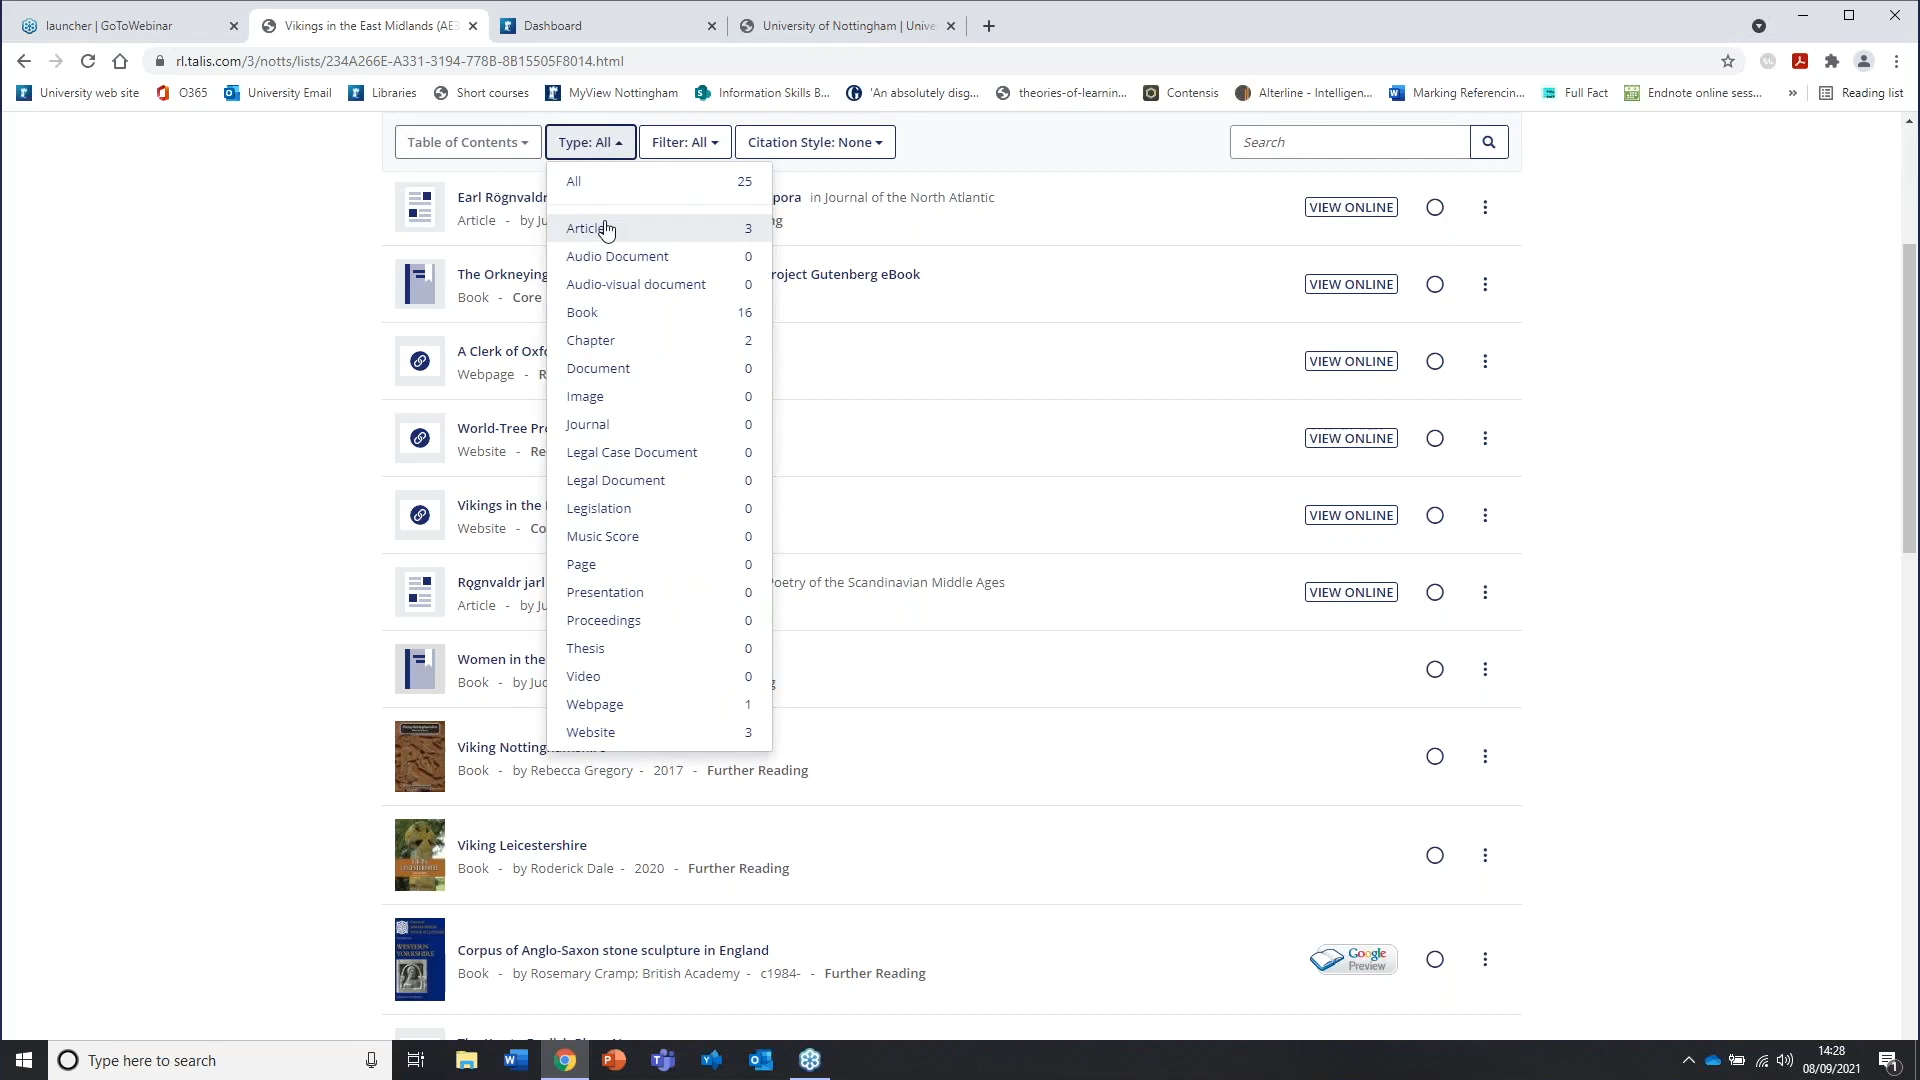 launcher | GoToWebinar
Vikings in the East Midlands (AE3
Dashboard
University of Nottingham | Unive
rl.talis.com/3/notts/lists/234A266E-A331-3194-778B-8B15505F8014.html
University web site
O365
University Email
Libraries
Short courses
MyView Nottingham
Information Skills B...
'An absolutely disg...
theories-of-learnin...
Contensis
Alterline - Intelligen...
Marking Referencin...
Full Fact
Endnote online sess...
»
Reading list
Table of Contents
Type: All
Filter: All
Citation Style: None
Search
All 25
Article 3
Audio Document 0
Audio-visual document 0
Book 16
Chapter 2
Document 0
Image 0
Journal 0
Legal Case Document 0
Legal Document 0
Legislation 0
Music Score 0
Page 0
Presentation 0
Proceedings 0
Thesis 0
Video 0
Webpage 1
Website 3
Earl Rögnvaldr pora in Journal of the North Atlantic
Article - by Ju ng
VIEW ONLINE
The Orkneying roject Gutenberg eBook
Book - Core
VIEW ONLINE
A Clerk of Oxfo
Webpage - R
VIEW ONLINE
World-Tree Pro
Website - Re
VIEW ONLINE
Vikings in the
Website - Co
VIEW ONLINE
Rǫgnvaldr jarl Poetry of the Scandinavian Middle Ages
Article - by Ju
VIEW ONLINE
Women in the
Book - by Juc g
Viking Nottinghamshire
Book - by Rebecca Gregory - 2017 - Further Reading
Viking Leicestershire
Book - by Roderick Dale - 2020 - Further Reading
WESTERN
YORKSHIRE
Corpus of Anglo-Saxon stone sculpture in England
Book - by Rosemary Cramp; British Academy - c1984- - Further Reading
Google
Preview
Type here to search
14:28
08/09/2021
1